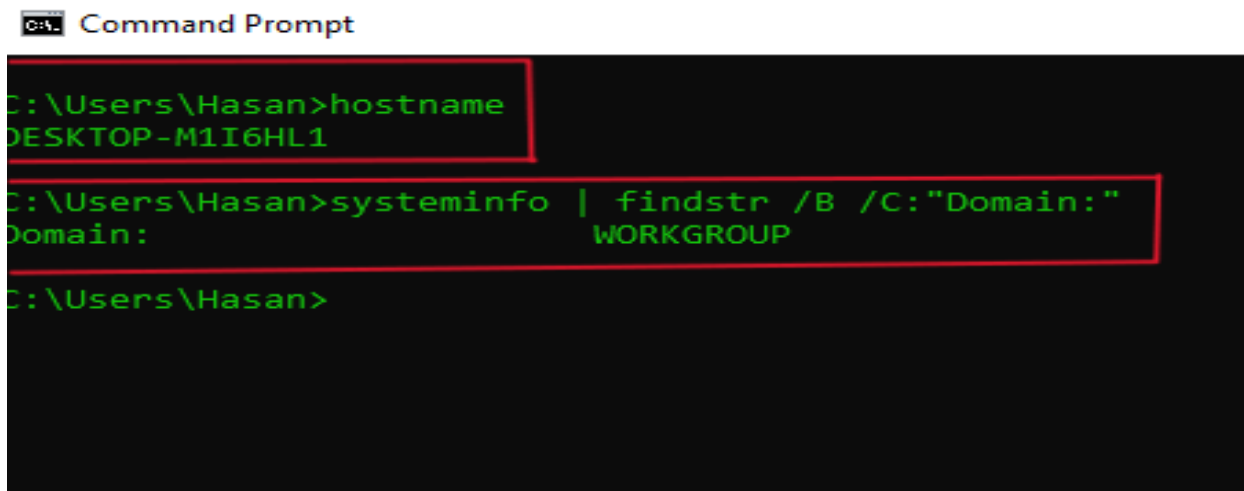 Command Prompt
C:\Users\Hasan>hostname
DESKTOP-M1I6HL1
C:\Users\Hasan>systeminfo | findstr /B /C:"Domain:"
Domain: WORKGROUP
C:\Users\Hasan>